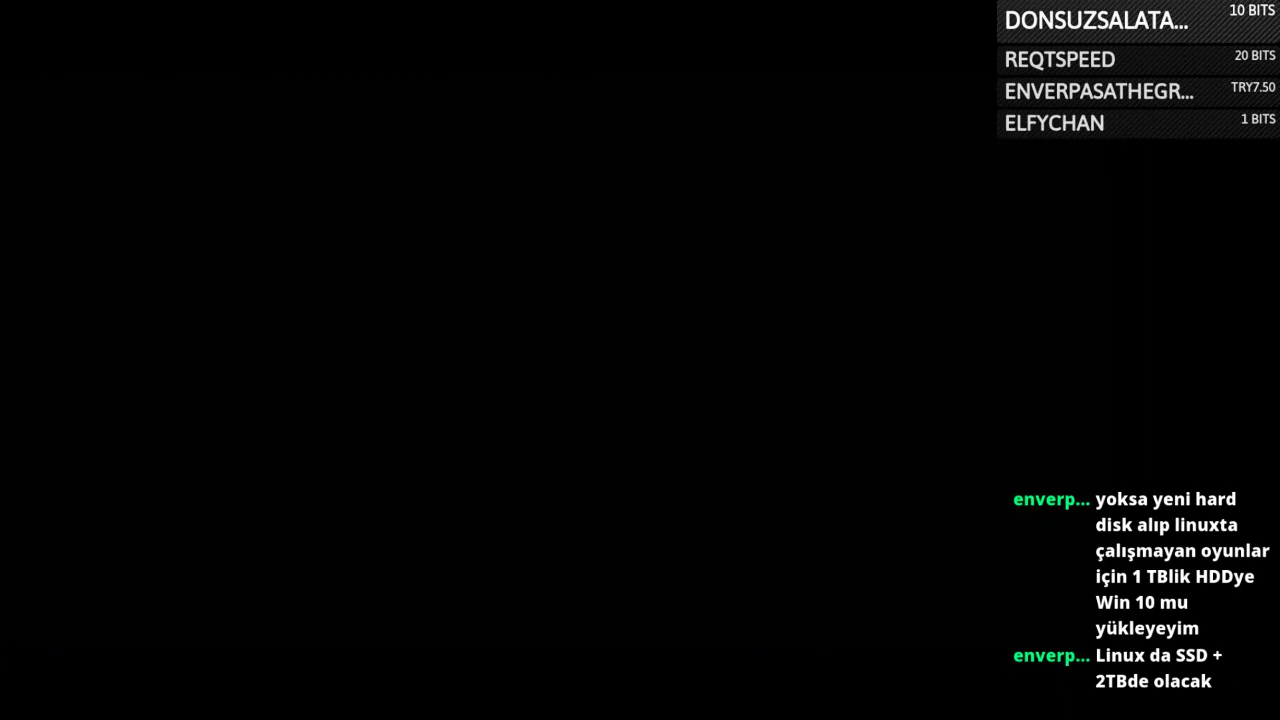 DONSUZSALATA... 10 BITS
REQTSPEED 20 BITS
ENVERPASATHEGR... TRY7.50
ELFYCHAN 1 BITS
enverp... yoksa yeni hard
disk alıp linuxta
çalışmayan oyunlar
için 1 TBlik HDDye
Win 10 mu
yükleyeyim
enverp... Linux da SSD +
2TBde olacak